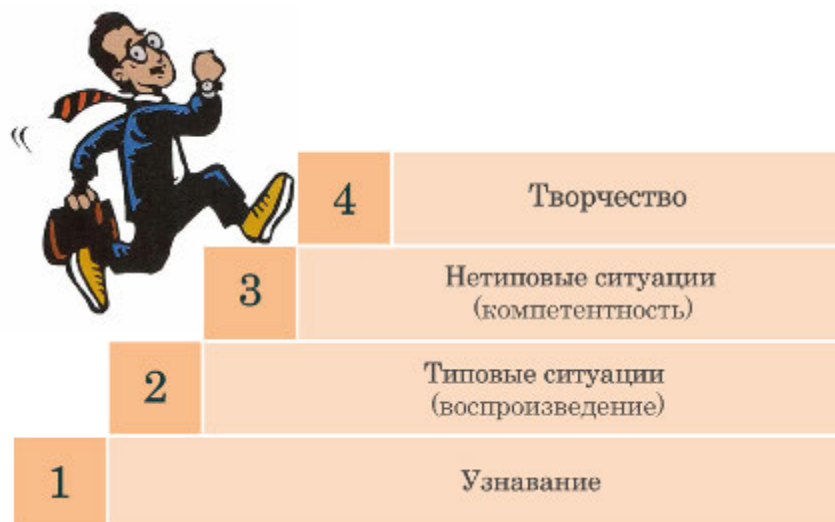 4
Творчество
3
Нетиповые ситуации
(компетентность)
2
Типовые ситуации
(воспроизведение)
1
Узнавание